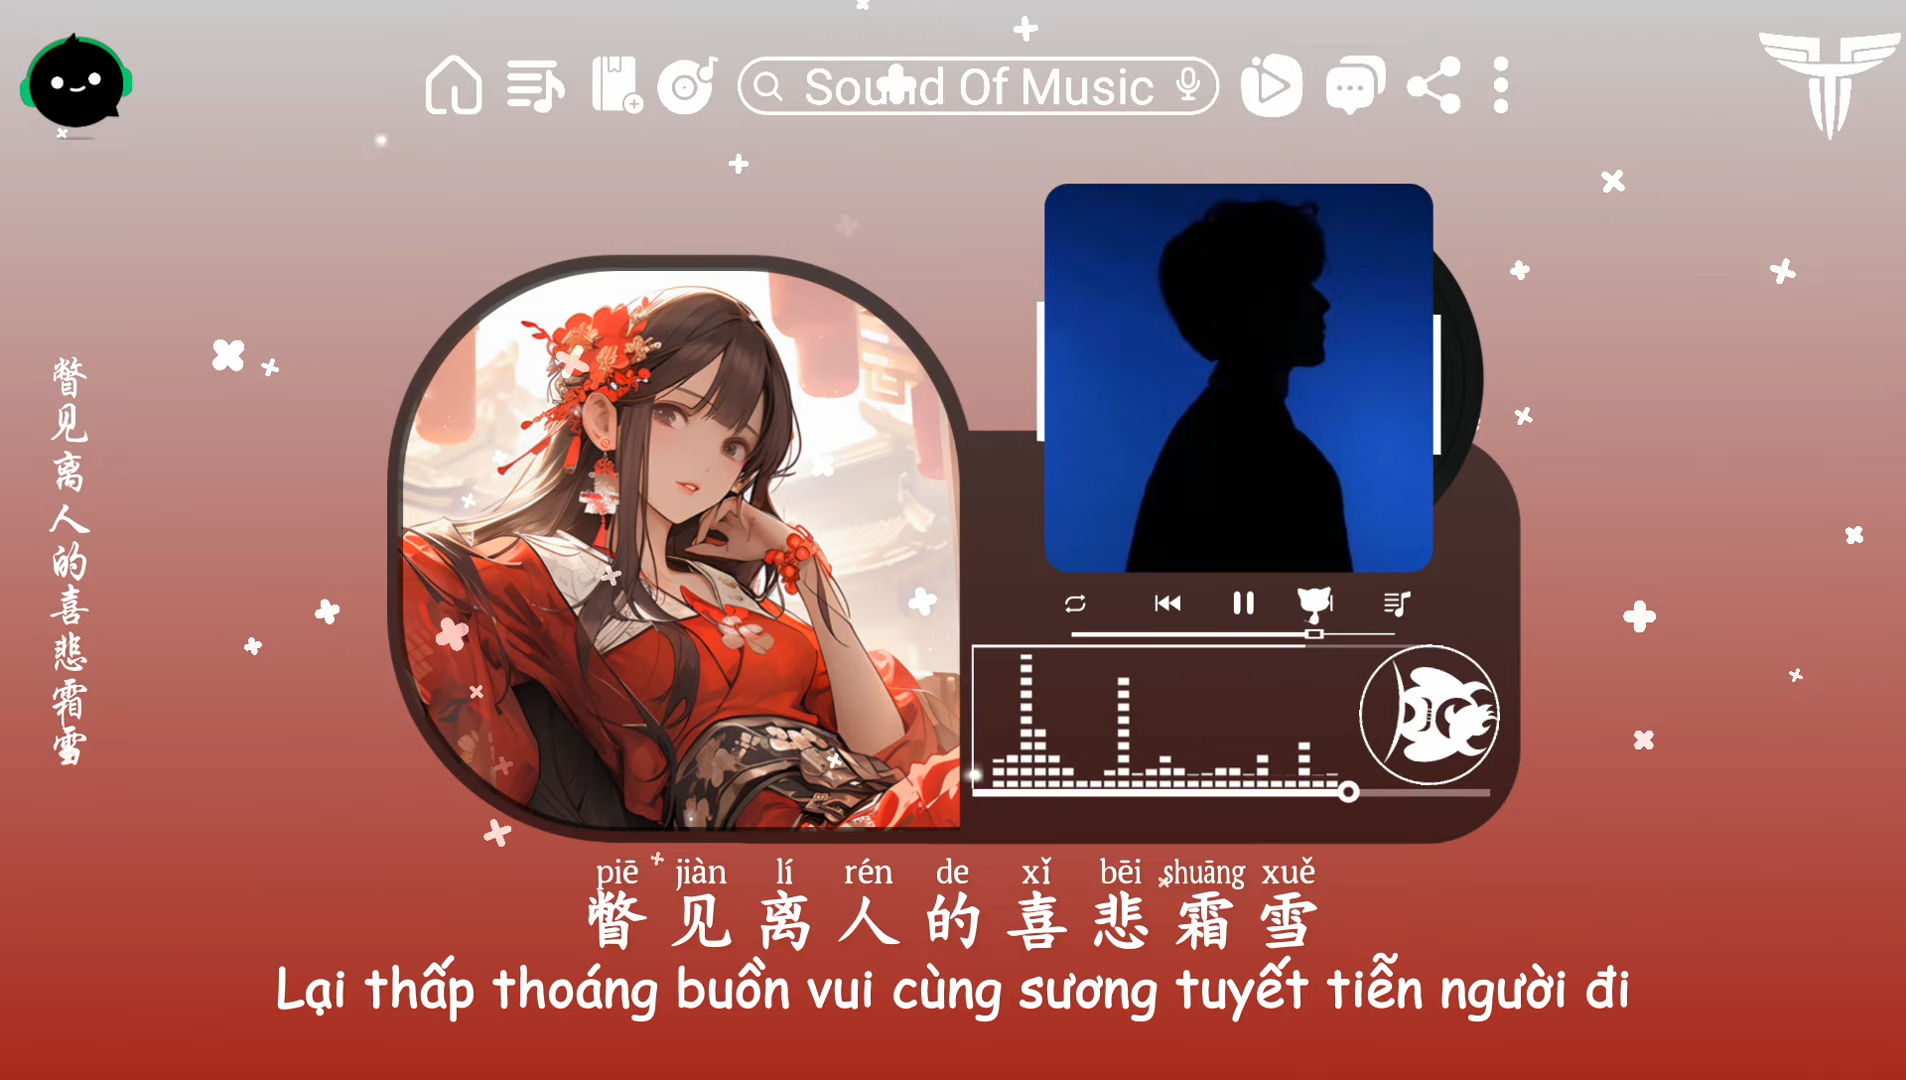 Sound Of Music
瞥见离人的喜悲霜雪
piē jiàn lí rén de xǐ bēi shuāng xuě
瞥见离人的喜悲霜雪
Lại thấp thoáng buồn vui cùng sương tuyết tiễn người đi